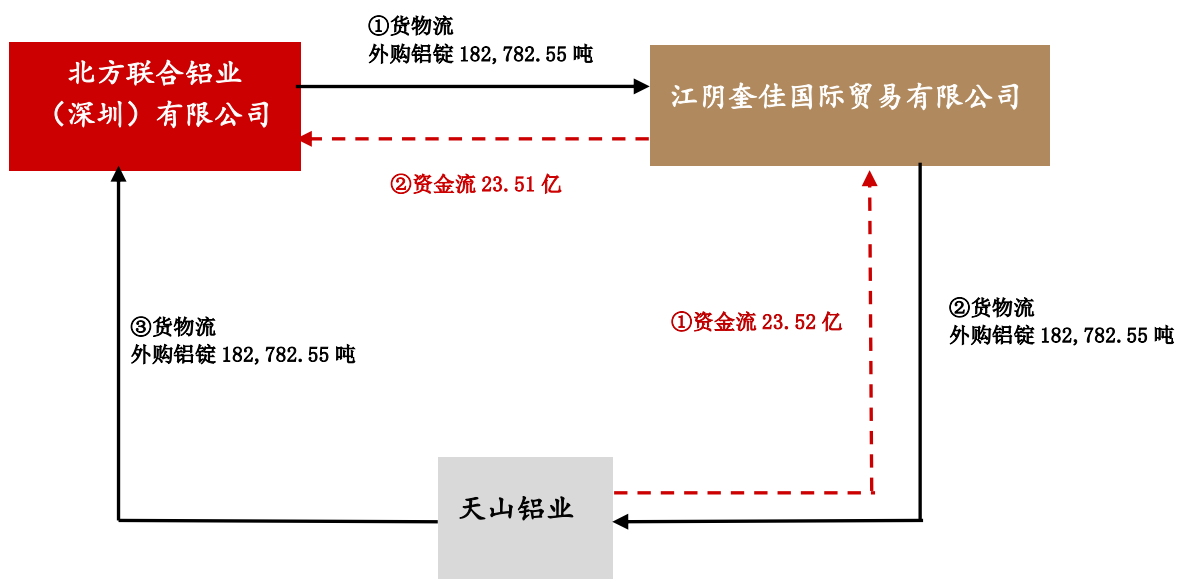 ①货物流
外购铝锭 182,782.55 吨
北方联合铝业
（深圳）有限公司
江阴奎佳国际贸易有限公司
②资金流 23.51 亿
③货物流
外购铝锭 182,782.55 吨
①资金流 23.52 亿
②货物流
外购铝锭 182,782.55 吨
天山铝业